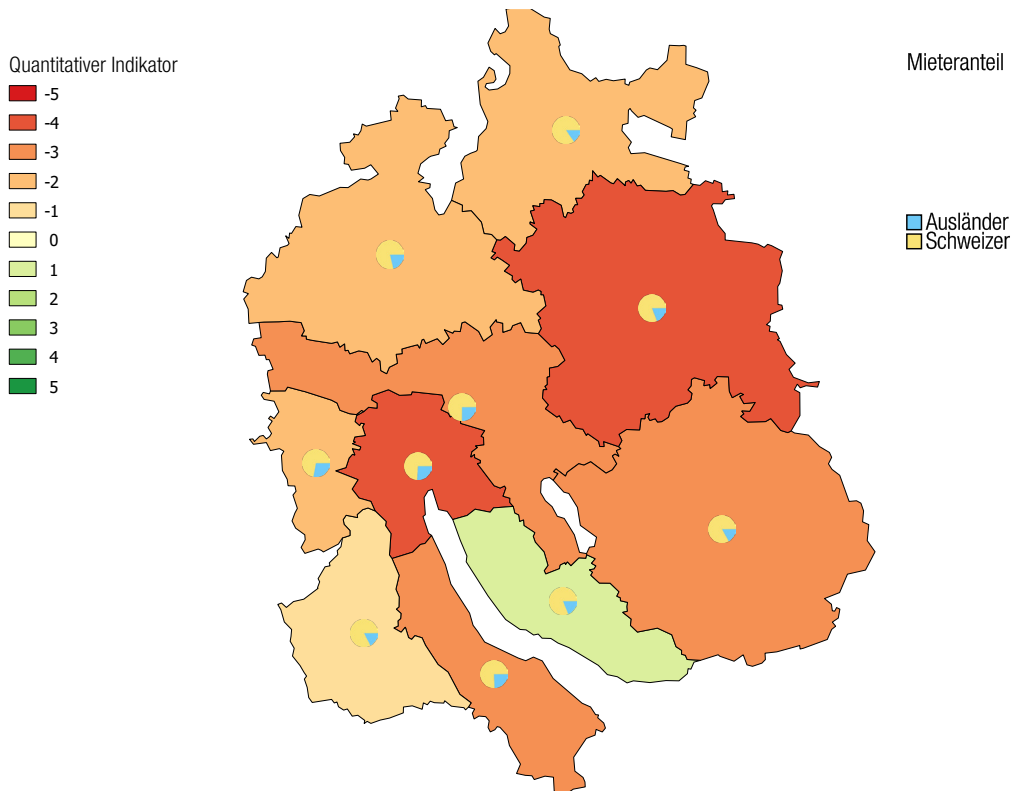 Quantitativer Indikator
-5
-4
-3
-2
-1
0
1
2
3
4
5
Mieteranteil
Ausländer
Schweizer